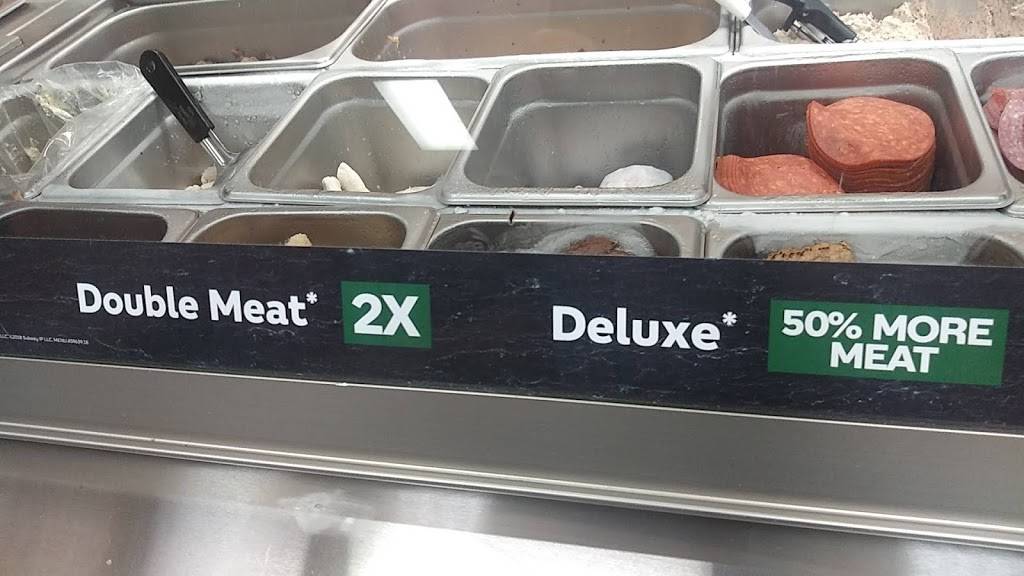 Double Meat* 2X
Deluxe* 50% MORE
MEAT